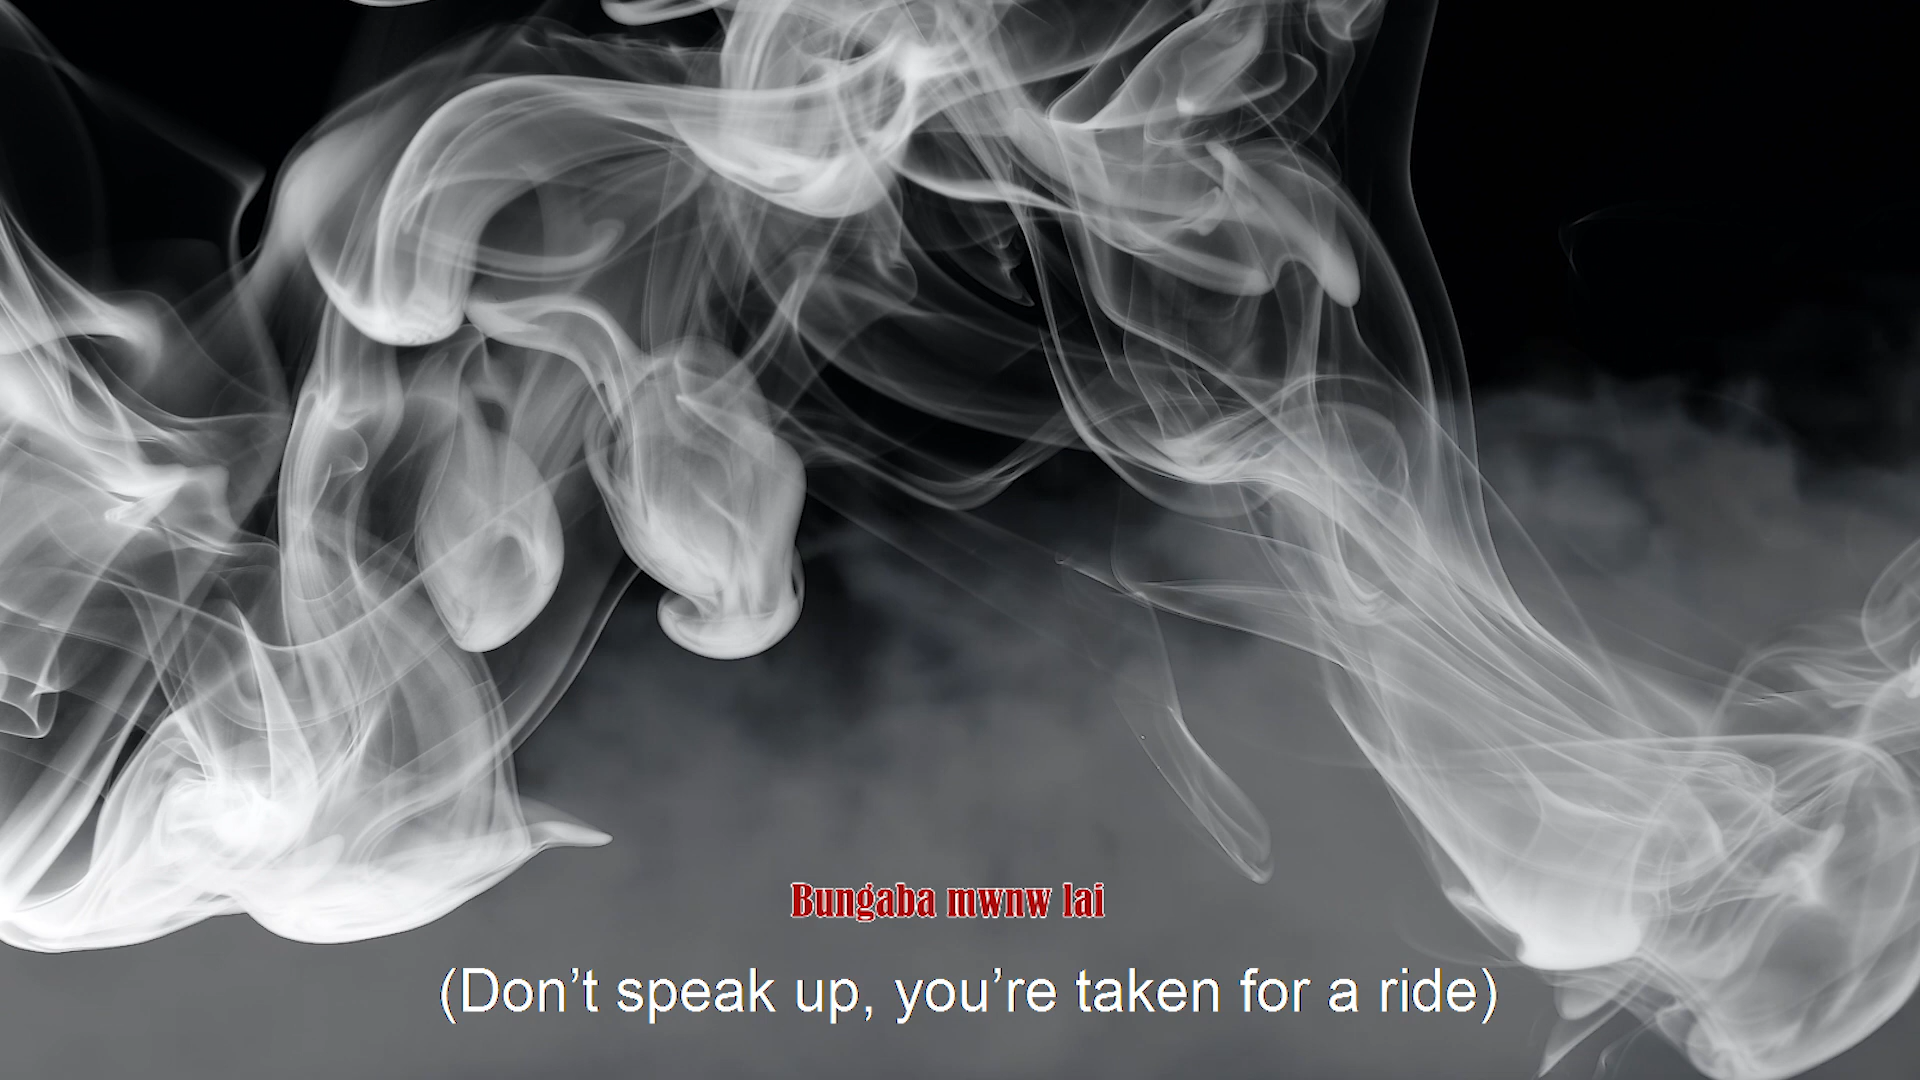 Bungaba mwnw lai
(Don’t speak up, you’re taken for a ride)